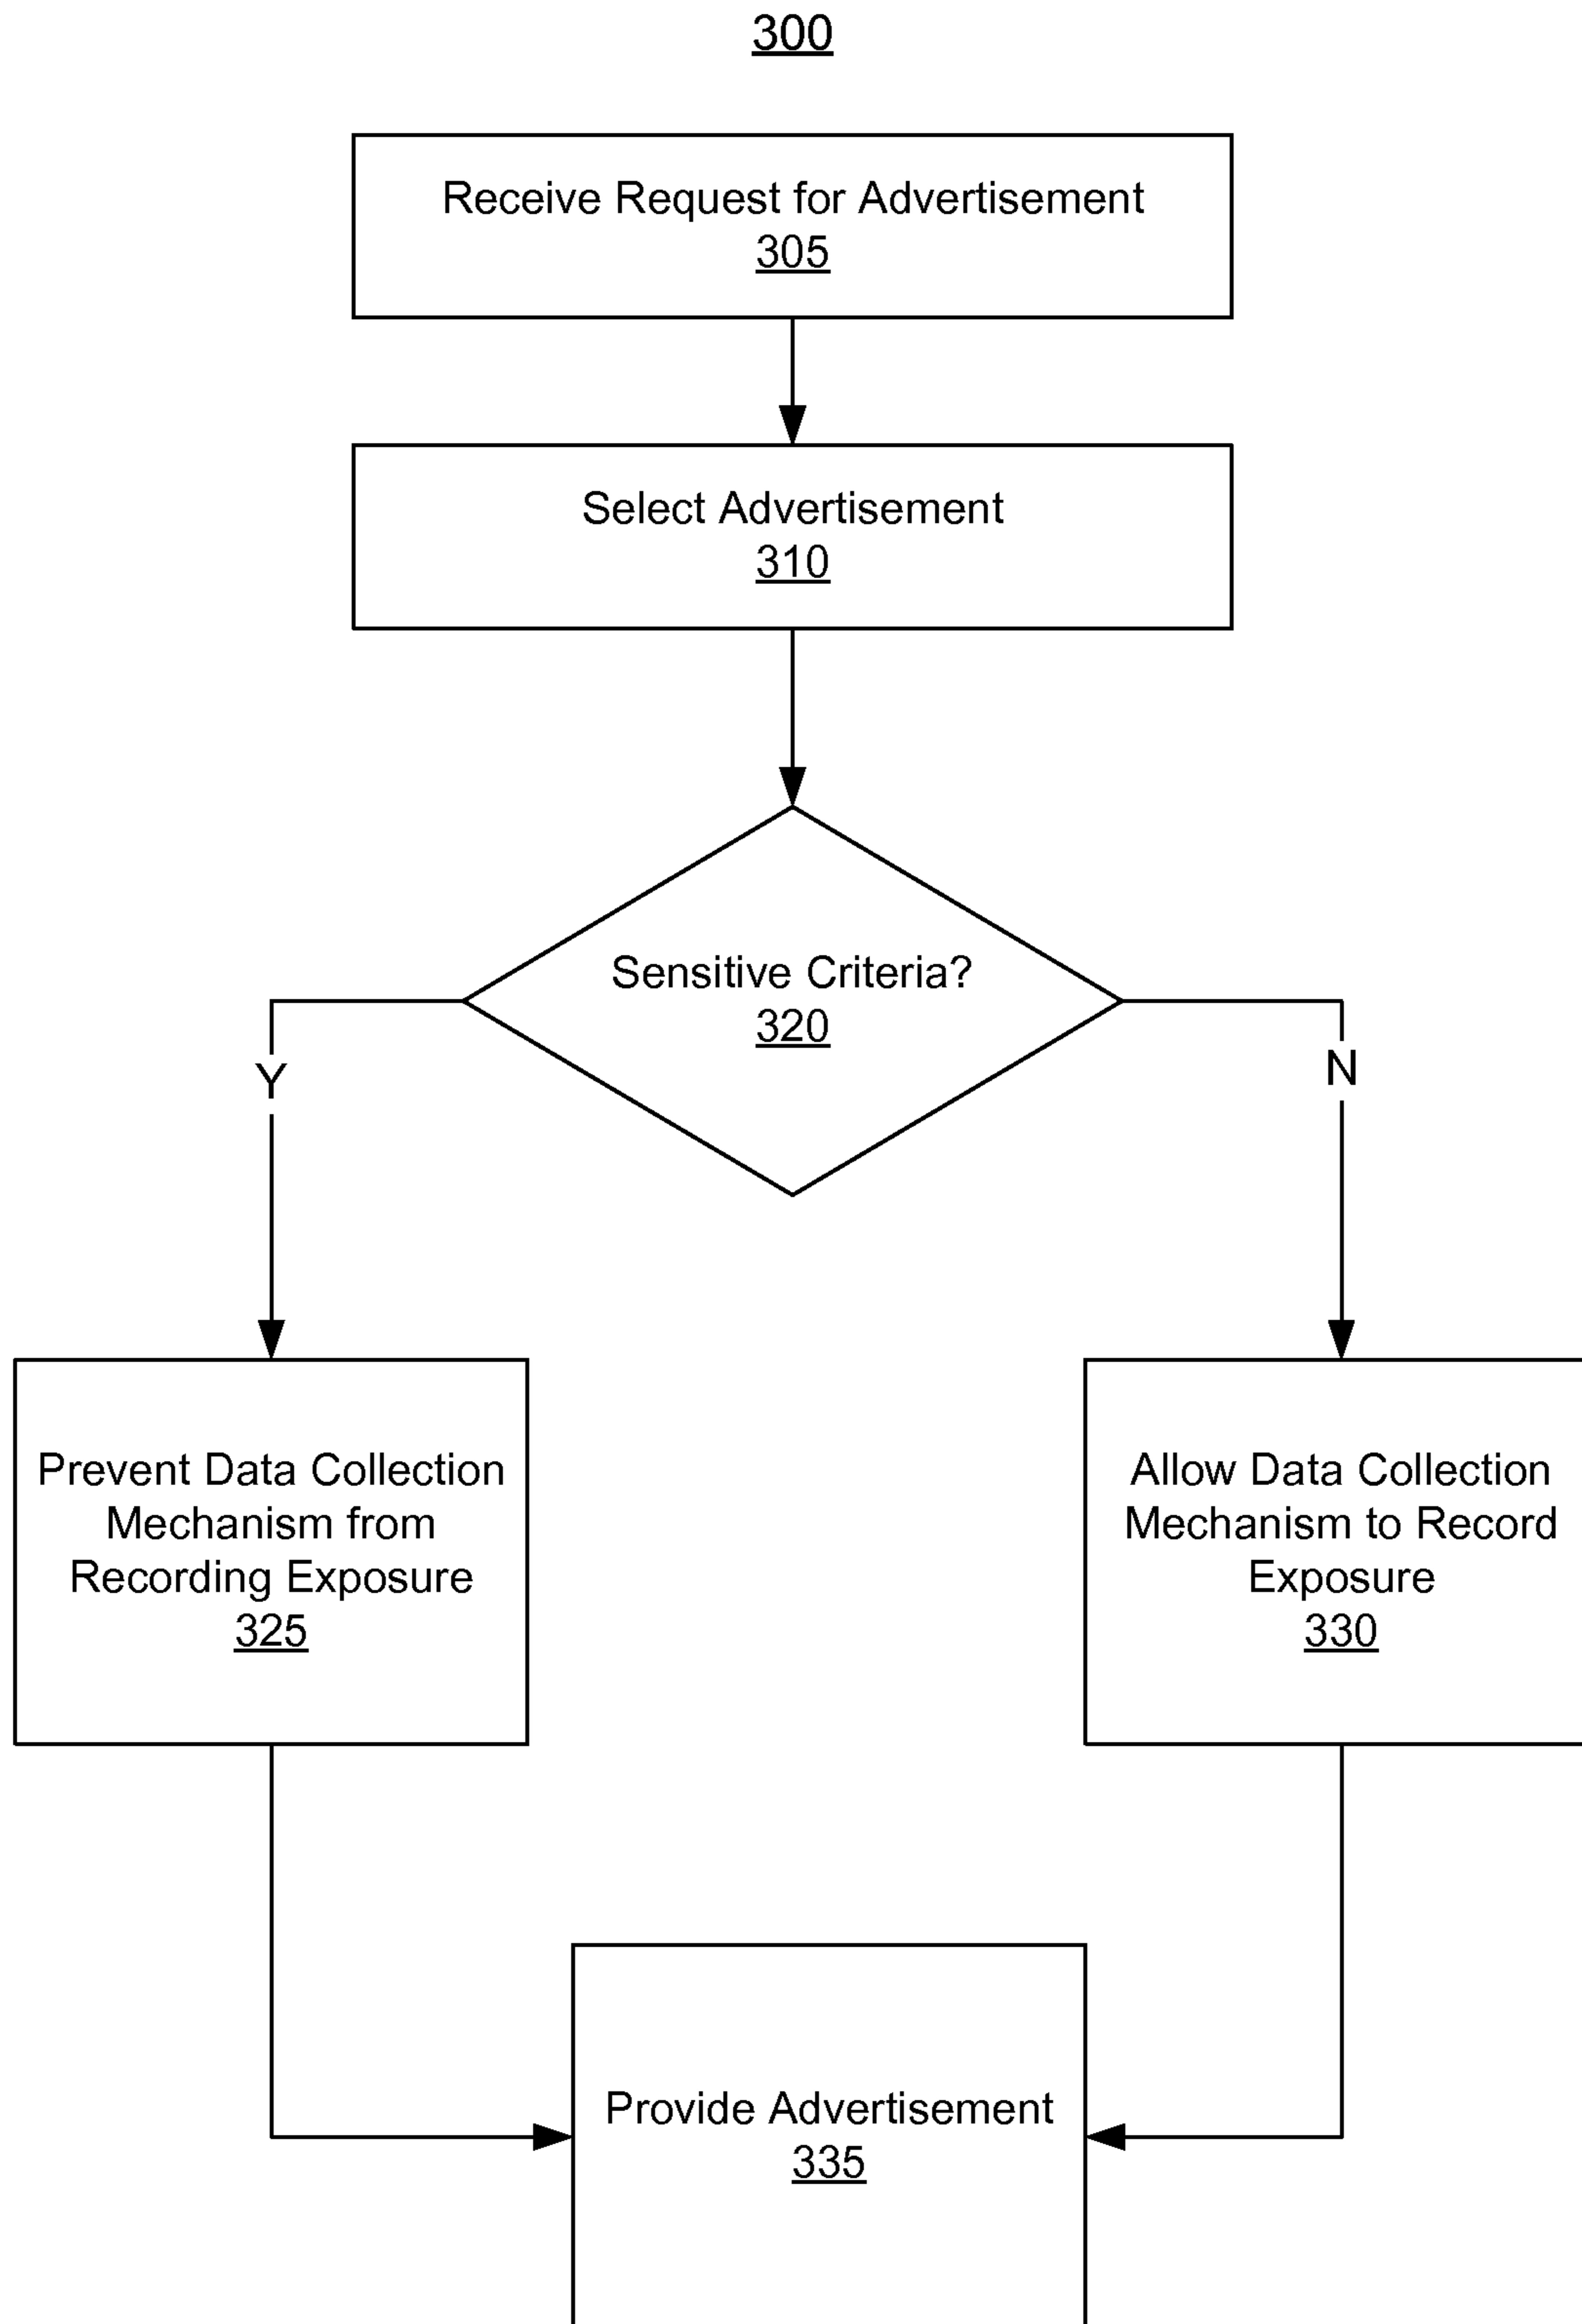 300
Receive Request for Advertisement
305
Select Advertisement
310
Sensitive Criteria?
320
Y
N
Prevent Data Collection
Mechanism from
Recording Exposure
325
Allow Data Collection
Mechanism to Record
Exposure
330
Provide Advertisement
335